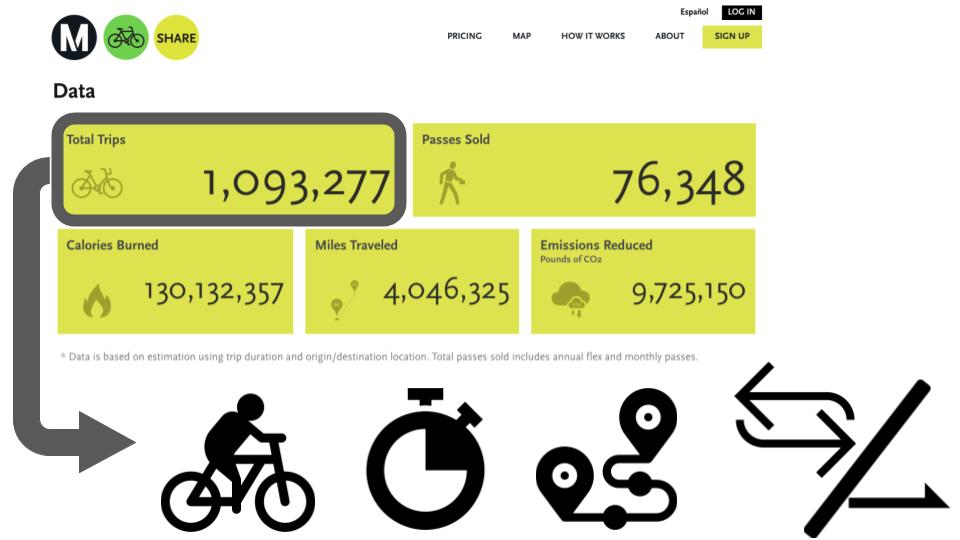 Español LOG IN
M SHARE PRICING MAP HOW IT WORKS ABOUT SIGN UP
Data
Total Trips
1,093,277
Passes Sold
76,348
Calories Burned
130,132,357
Miles Traveled
4,046,325
Emissions Reduced
Pounds of CO2
9,725,150
* Data is based on estimation using trip duration and origin/destination location. Total passes sold includes annual flex and monthly passes.